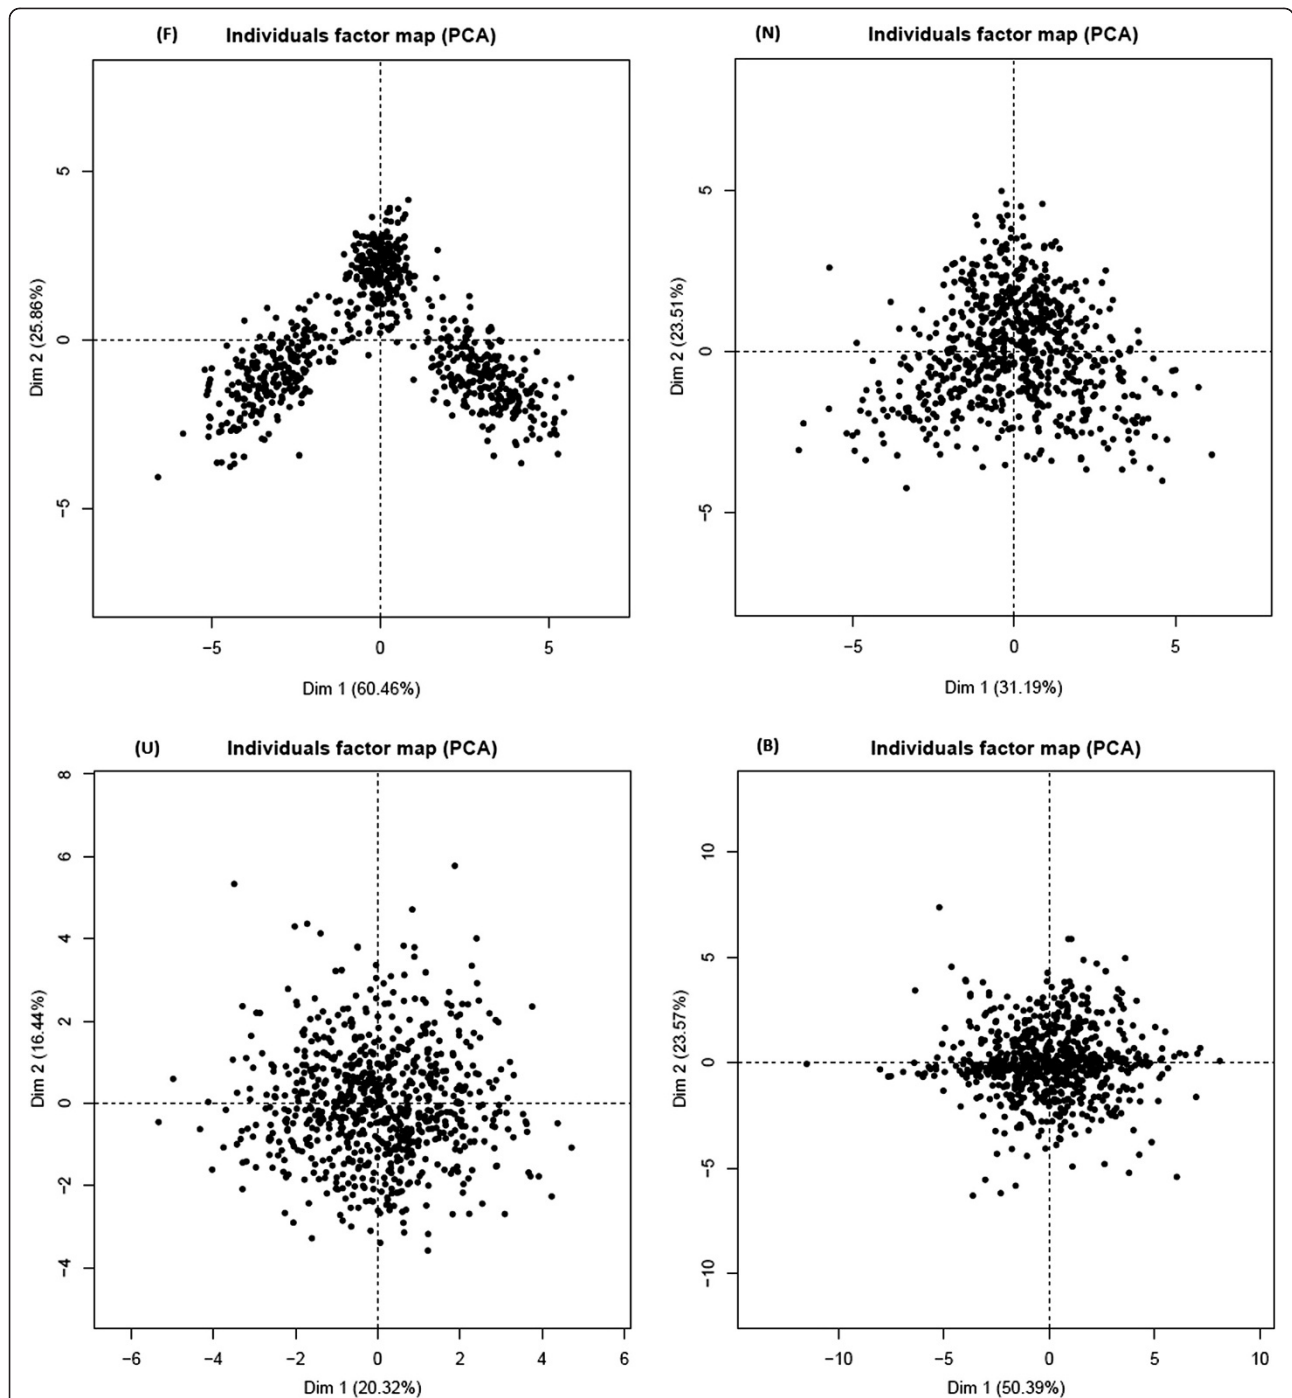 (F) Individuals factor map (PCA)
5
0
−5
Dim 2 (25.86%)
−5 0 5
Dim 1 (60.46%)
(N) Individuals factor map (PCA)
5
0
−5
Dim 2 (23.51%)
−5 0 5
Dim 1 (31.19%)
(U) Individuals factor map (PCA)
8
6
4
2
0
−2
−4
Dim 2 (16.44%)
−6 −4 −2 0 2 4 6
Dim 1 (20.32%)
(B) Individuals factor map (PCA)
10
5
0
−5
−10
Dim 2 (23.57%)
−10 −5 0 5 10
Dim 1 (50.39%)